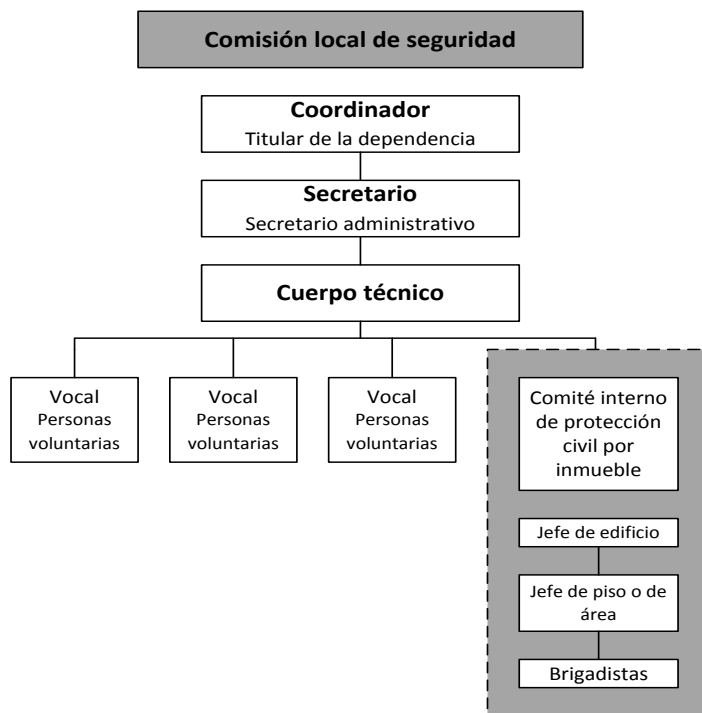 Comisión local de seguridad
Coordinador
Titular de la dependencia
Secretario
Secretario administrativo
Cuerpo técnico
Vocal
Personas
voluntarias
Vocal
Personas
voluntarias
Vocal
Personas
voluntarias
Comité interno
de protección
civil por
inmueble
Jefe de edificio
Jefe de piso o de
área
Brigadistas